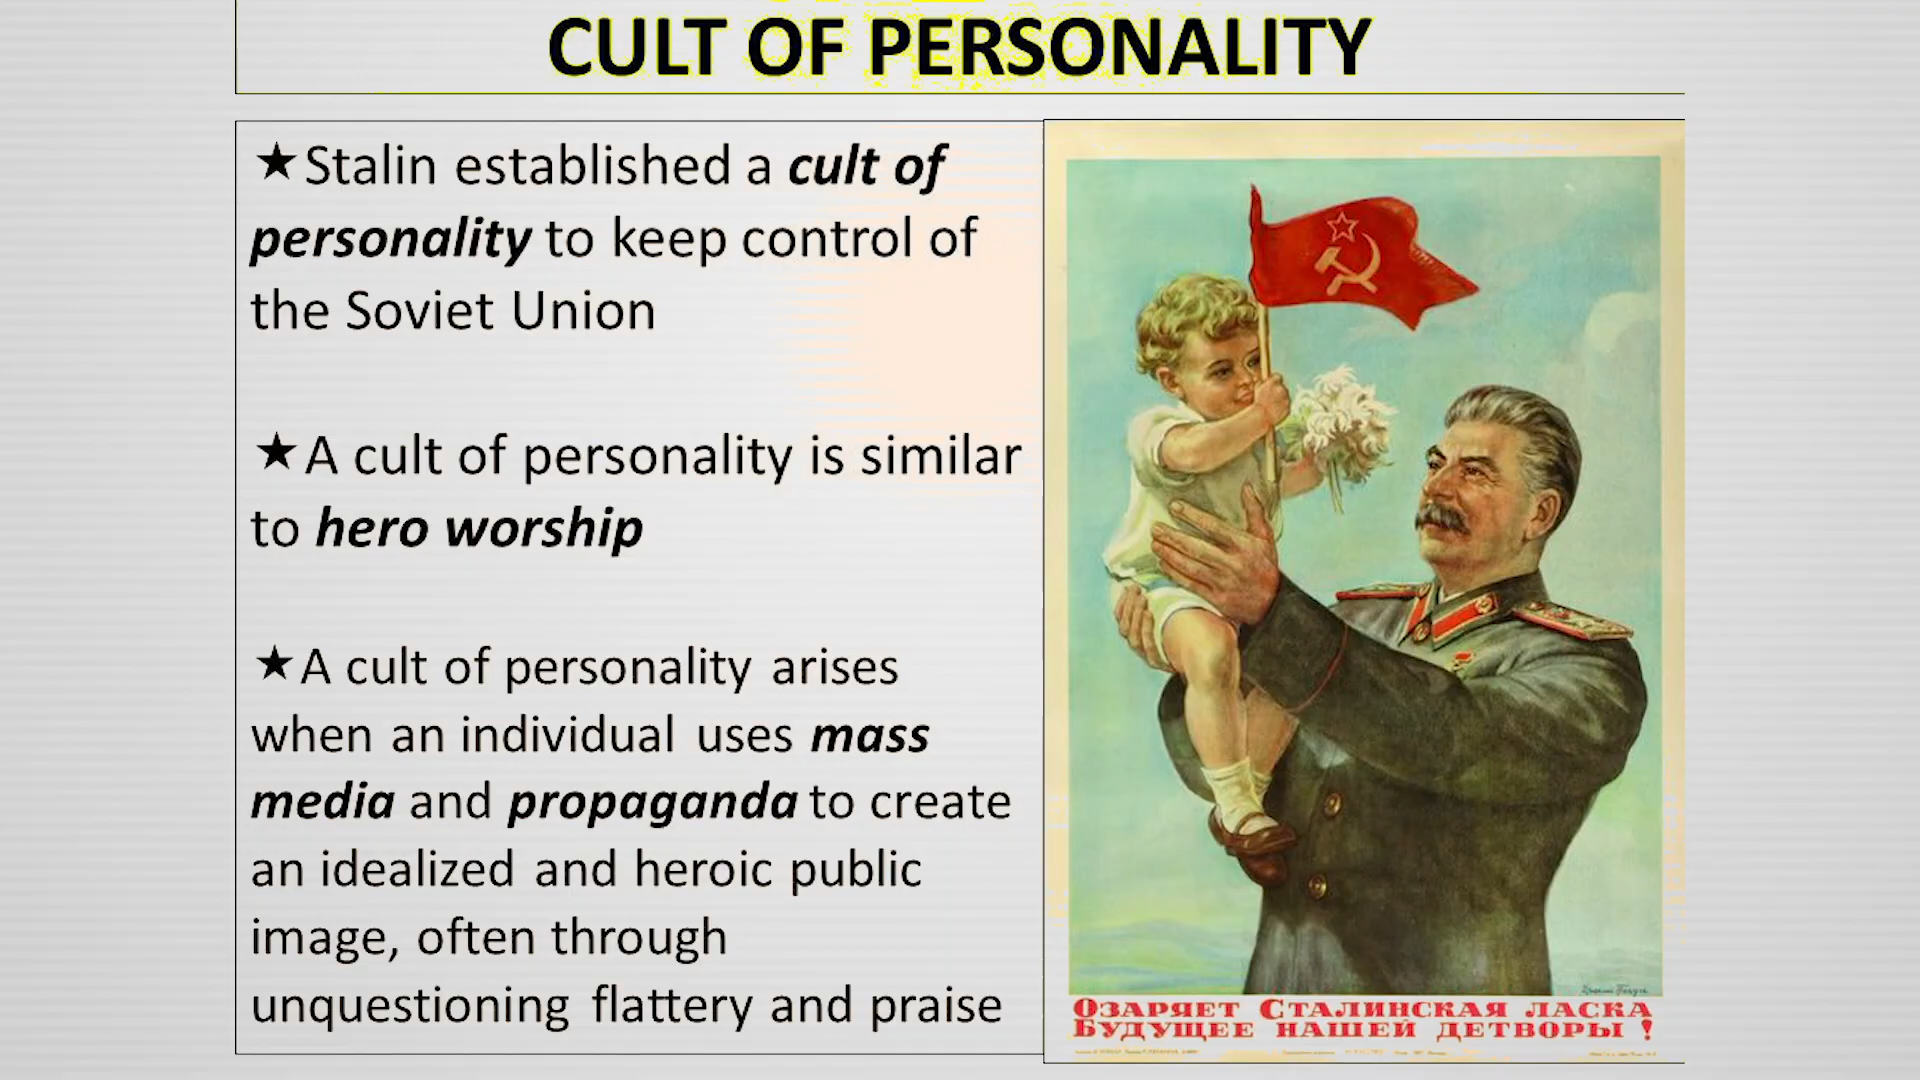 CULT OF PERSONALITY
★Stalin established a cult of
personality to keep control of
the Soviet Union
★A cult of personality is similar
to hero worship
★A cult of personality arises
when an individual uses mass
media and propaganda to create
an idealized and heroic public
image, often through
unquestioning flattery and praise
Озаряет Сталинская ласка
будущее нашей детворы!